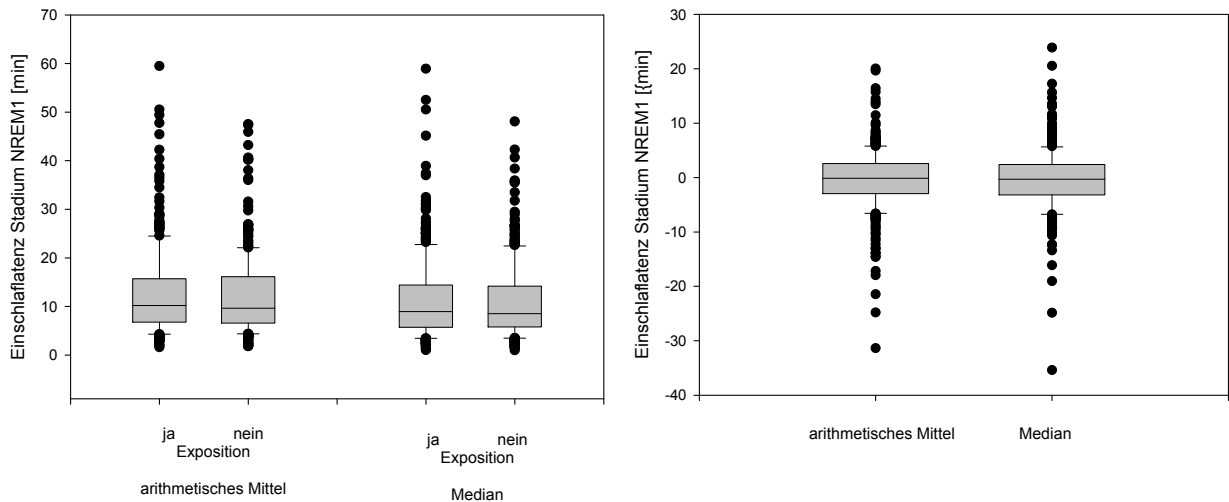 Einschlaflatenz Stadium NREM1 [min]
70
60
50
40
30
20
10
0
ja
nein
Exposition
arithmetisches Mittel
ja
nein
Exposition
Median
Einschlaflatenz Stadium NREM1 [{min]
30
20
10
0
-10
-20
-30
-40
arithmetisches Mittel
Median